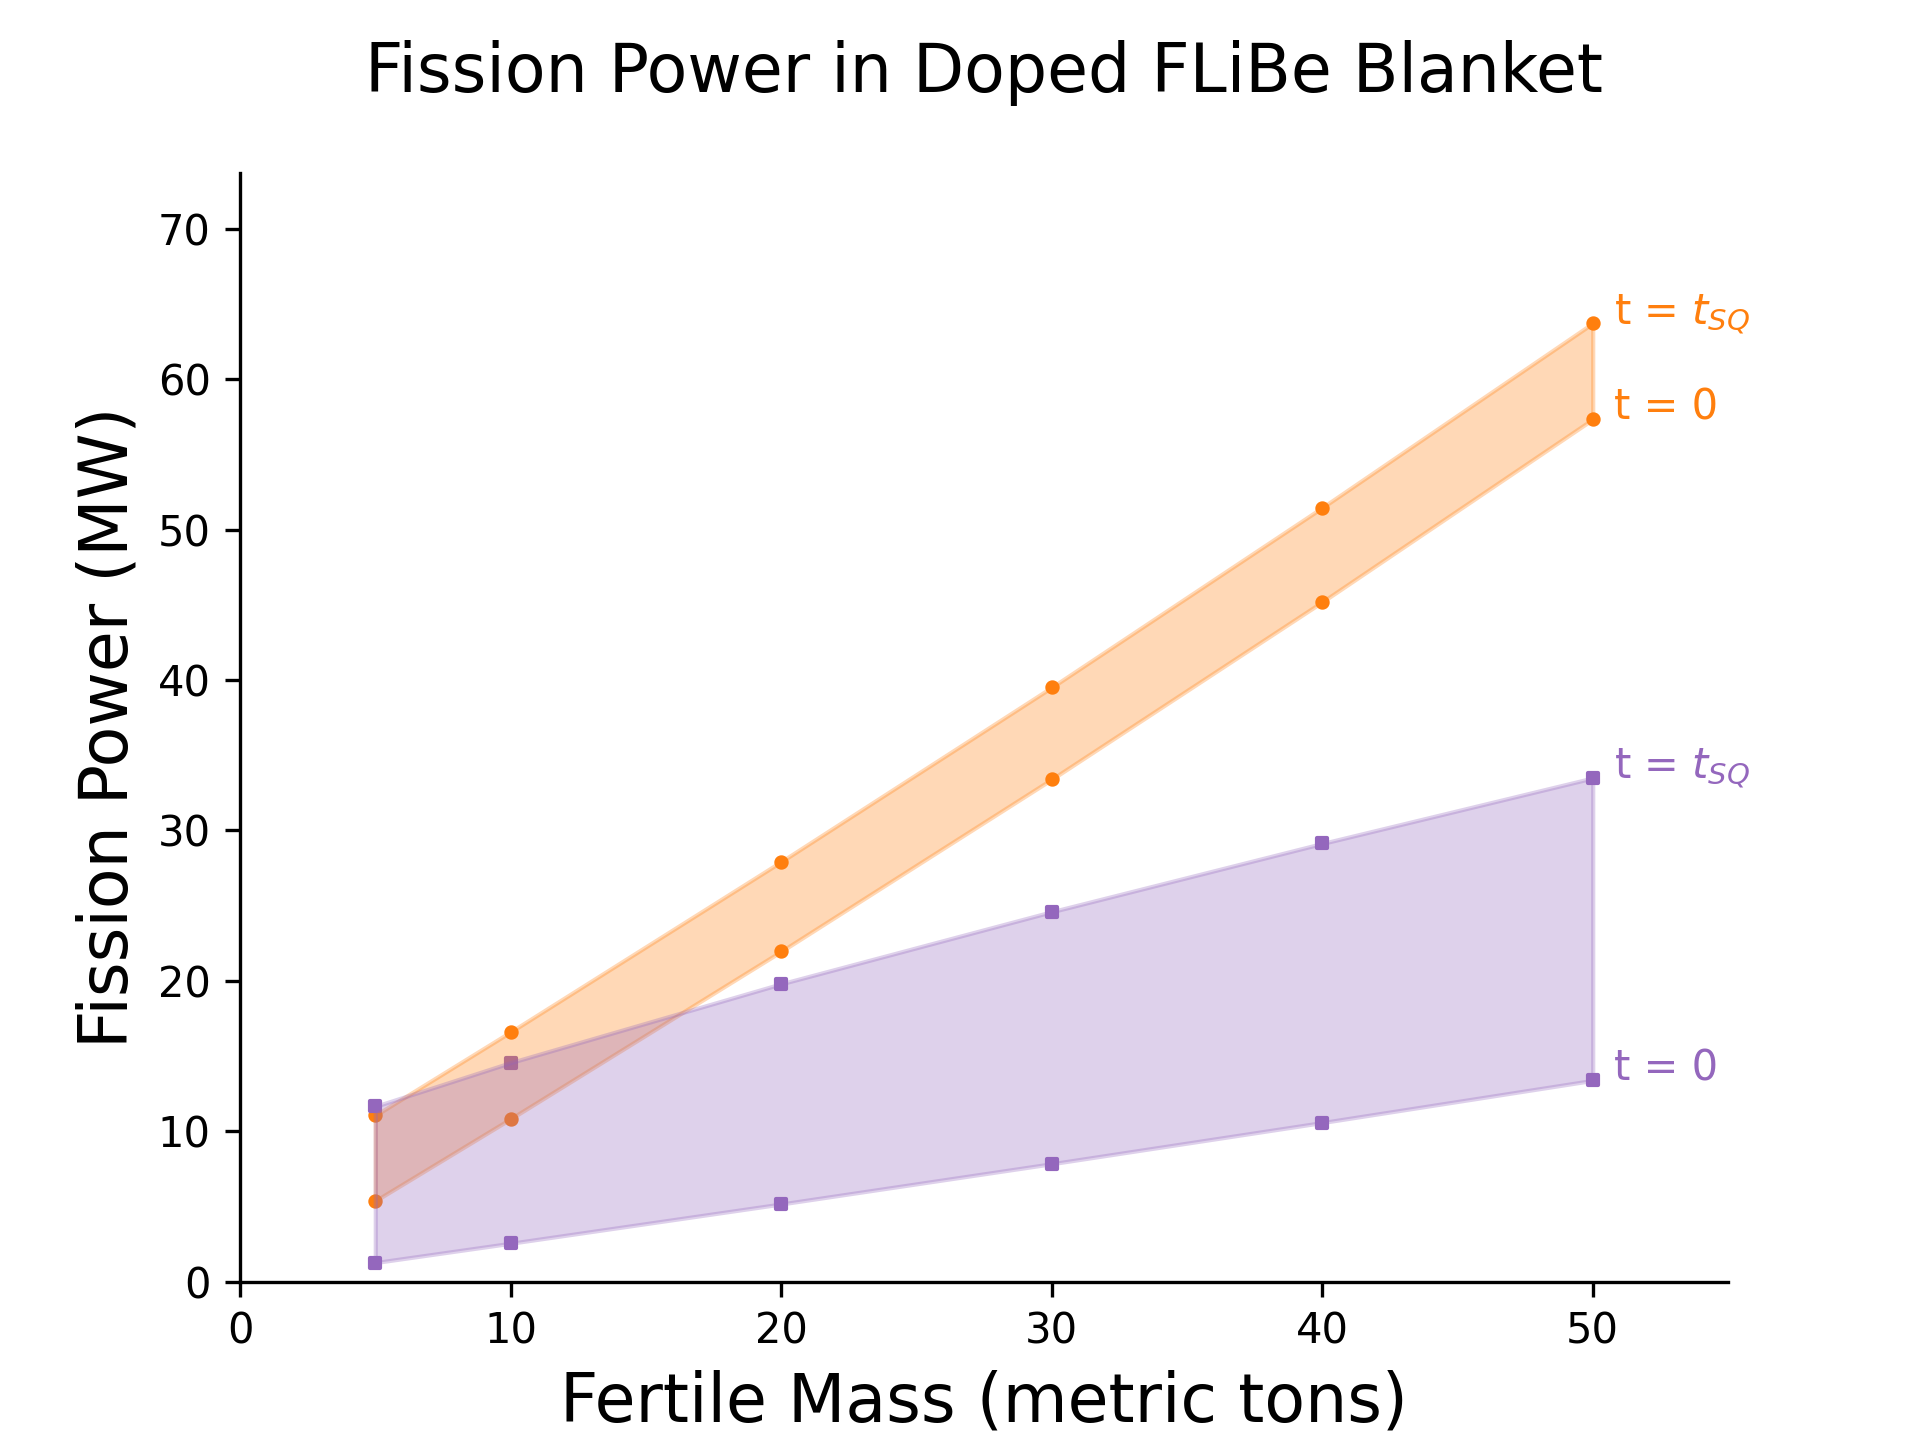 Fission Power in Doped FLiBe Blanket
Fission Power (MW)
70
60
50
40
30
20
10
0
t = t_SQ
t = 0
t = t_SQ
t = 0
0 10 20 30 40 50
Fertile Mass (metric tons)